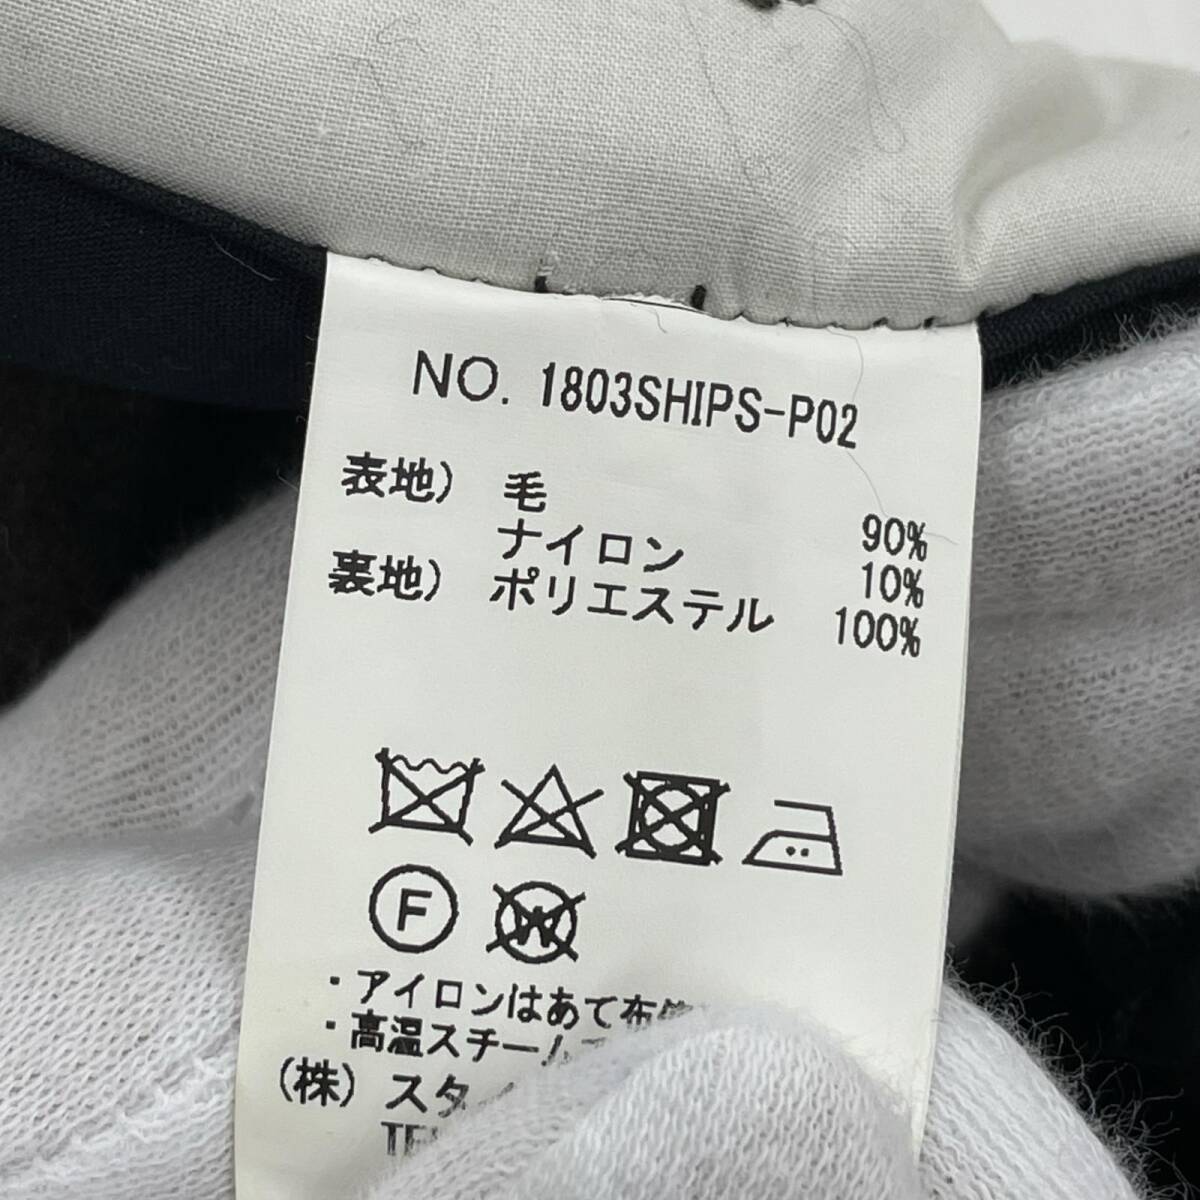 NO. 1803SHIPS-P02
表地) 毛 90%
ナイロン 10%
裏地) ポリエステル 100%
F
W
・アイロンはあて布
・高温スチーム
(株) スタ